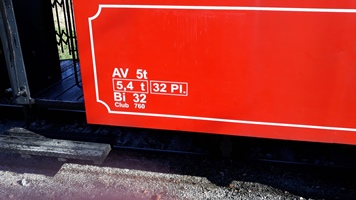 AV 5t
5,4 t 32 Pl.
Bi 32
Club 760